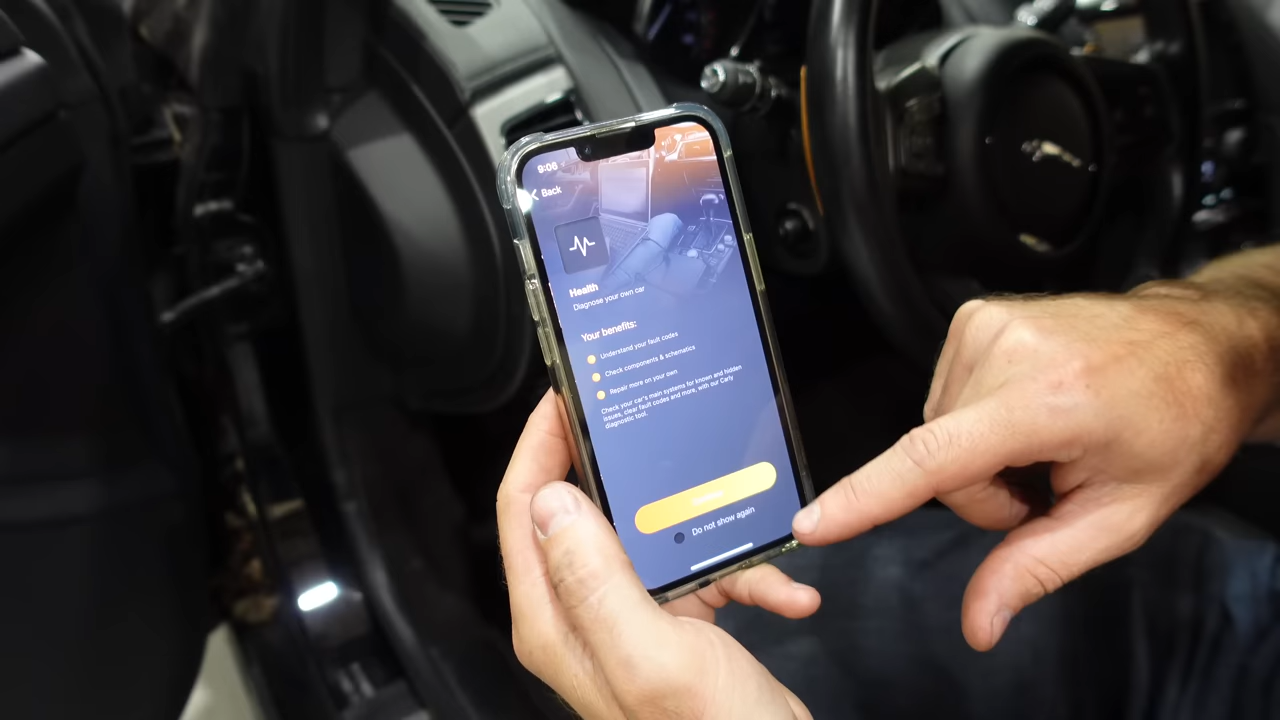 9:06
Back
Health
Diagnose your own car
Your benefits:
Understand your fault codes
Check components & schematics
Repair more on your own
Check your car's main systems for known and hidden
issues, clear fault codes and more, with our Carly
diagnostic tool.
Do not show again